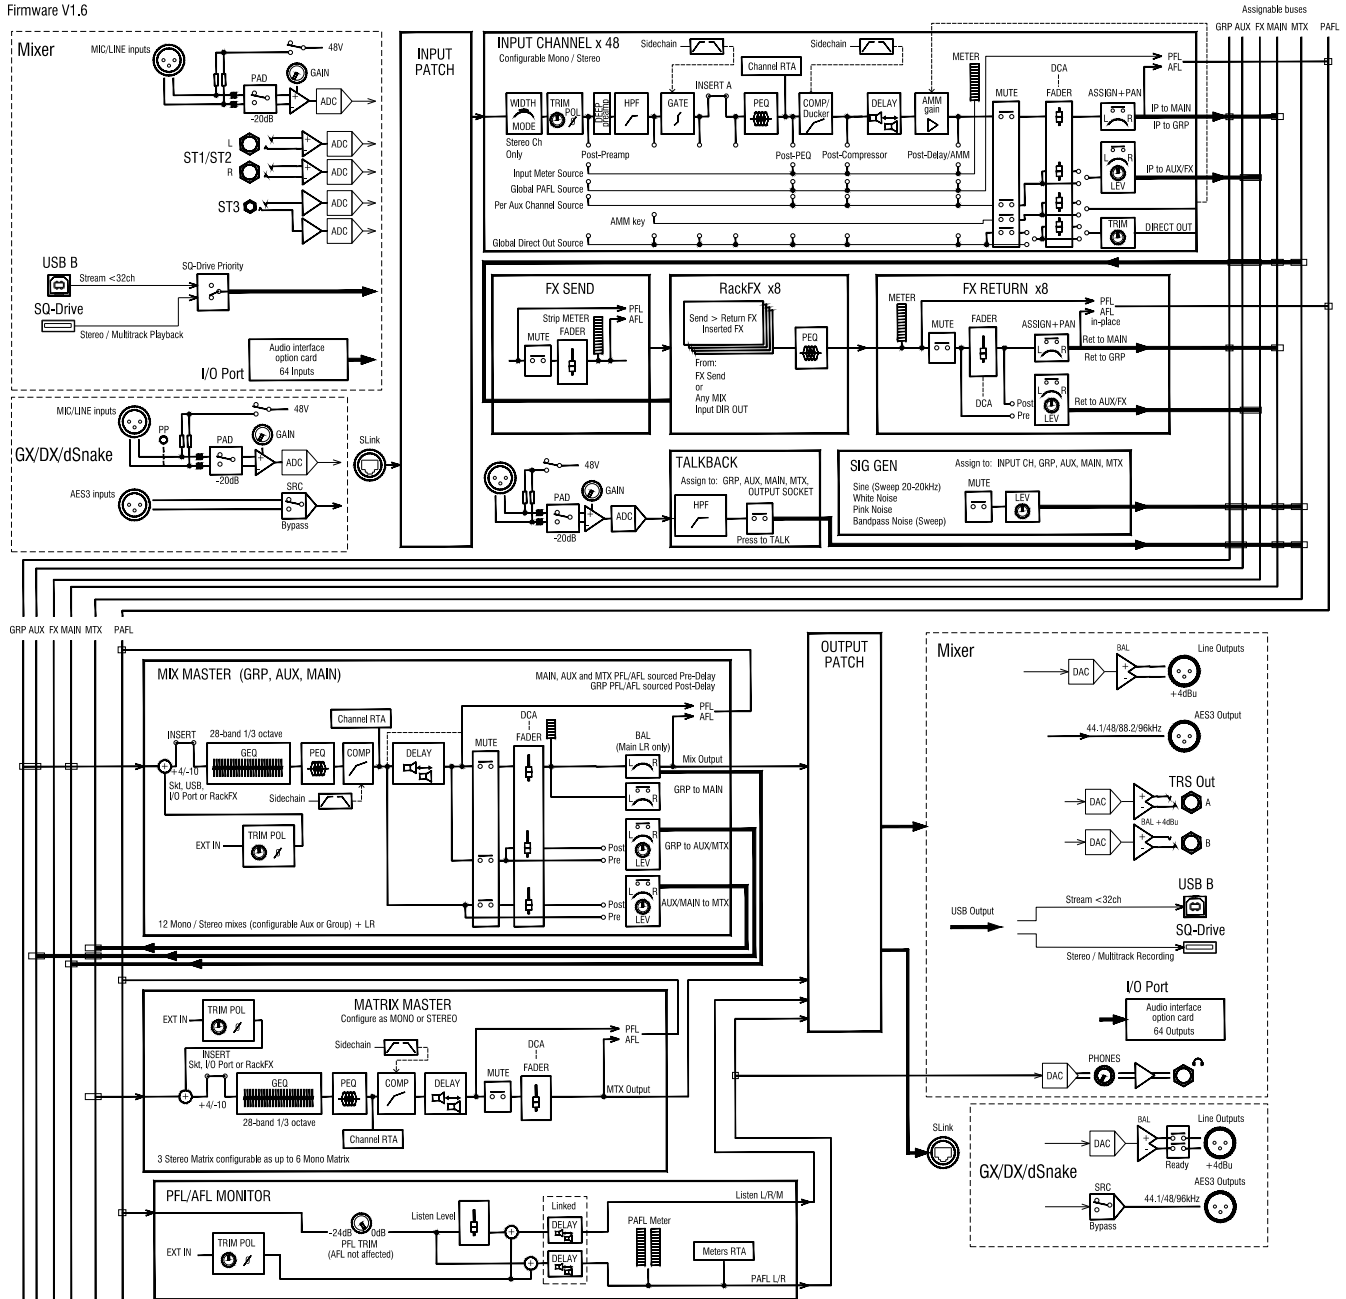 Firmware V1.6
Assignable buses
GRP AUX FX MAIN MTX PAFL
Mixer
MIC/LINE inputs
48V
GAIN
PAD
-20dB
+
-
ADC
ST1/ST2
L
+
-
ADC
R
+
-
ADC
ST3
ADC
ADC
USB B
Stream <32ch
SQ-Drive Priority
SQ-Drive
Stereo / Multitrack Playback
I/O Port
Audio interface
option card
64 Inputs
GX/DX/dSnake
MIC/LINE inputs
48V
PP
GAIN
PAD
-20dB
+
-
ADC
AES3 inputs
SRC
Bypass
SLink
INPUT
PATCH
INPUT CHANNEL x 48
Configurable Mono / Stereo
Sidechain
Sidechain
Channel RTA
METER
PFL
AFL
INSERT A
WIDTH
MODE
Stereo Ch
Only
TRIM
POL
DEEP
preamp
HPF
GATE
PEQ
COMP/
Ducker
DELAY
AMM
gain
MUTE
DCA
FADER
ASSIGN+PAN
L
R
IP to MAIN
IP to GRP
Post-Preamp
Post-PEQ
Post-Compressor
Post-Delay/AMM
Input Meter Source
Global PAFL Source
Per Aux Channel Source
AMM key
Global Direct Out Source
L
R
LEV
IP to AUX/FX
TRIM
DIRECT OUT
FX SEND
Strip METER
PFL
AFL
MUTE
FADER
RackFX x8
Send > Return FX
Inserted FX
PEQ
From:
FX Send
or
Any MIX
Input DIR OUT
FX RETURN x8
METER
PFL
AFL
in-place
MUTE
FADER
ASSIGN+PAN
L
R
Ret to MAIN
Ret to GRP
DCA
Post
Pre
L
R
LEV
Ret to AUX/FX
48V
GAIN
PAD
-20dB
+
-
ADC
TALKBACK
Assign to: GRP, AUX, MAIN, MTX,
OUTPUT SOCKET
HPF
Press to TALK
SIG GEN
Assign to: INPUT CH, GRP, AUX, MAIN, MTX
Sine (Sweep 20-20kHz)
White Noise
Pink Noise
Bandpass Noise (Sweep)
MUTE
LEV
GRP AUX FX MAIN MTX PAFL
MIX MASTER (GRP, AUX, MAIN)
MAIN, AUX and MTX PFL/AFL sourced Pre-Delay
GRP PFL/AFL sourced Post-Delay
Channel RTA
PFL
AFL
INSERT
+4/-10
Skt, USB,
I/O Port or RackFX
28-band 1/3 octave
GEQ
PEQ
COMP
Sidechain
DELAY
MUTE
DCA
FADER
BAL
(Main LR only)
L
R
Mix Output
L
R
GRP to MAIN
EXT IN
TRIM POL
Post
Pre
L
R
LEV
GRP to AUX/MTX
Post
Pre
L
R
LEV
AUX/MAIN to MTX
12 Mono / Stereo mixes (configurable Aux or Group) + LR
MATRIX MASTER
Configure as MONO or STEREO
EXT IN
TRIM POL
INSERT
Skt, I/O Port or RackFX
+4/-10
GEQ
28-band 1/3 octave
PEQ
Channel RTA
Sidechain
COMP
DELAY
MUTE
DCA
FADER
PFL
AFL
MTX Output
3 Stereo Matrix configurable as up to 6 Mono Matrix
PFL/AFL MONITOR
-24dB
0dB
PFL TRIM
(AFL not affected)
EXT IN
TRIM POL
Listen Level
Linked
DELAY
DELAY
PAFL Meter
Meters RTA
Listen L/R/M
PAFL L/R
OUTPUT
PATCH
Mixer
DAC
BAL
+
-
Line Outputs
+4dBu
AES3 Output
44.1/48/88.2/96kHz
TRS Out
DAC
+
-
A
BAL +4dBu
DAC
+
-
B
USB Output
Stream <32ch
USB B
SQ-Drive
Stereo / Multitrack Recording
I/O Port
Audio interface
option card
64 Outputs
DAC
PHONES
SLink
GX/DX/dSnake
DAC
BAL
+
-
Ready
Line Outputs
+4dBu
SRC
Bypass
44.1/48/96kHz
AES3 Outputs